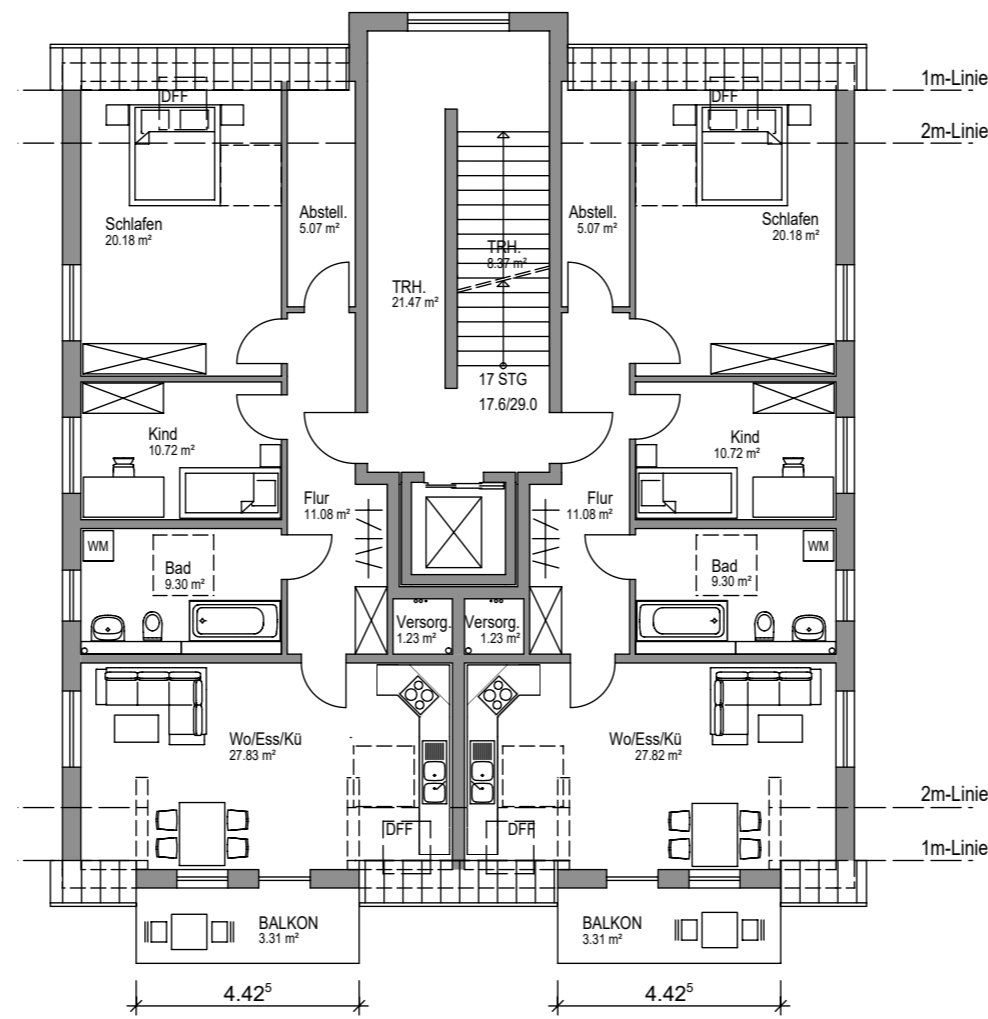 1m-Linie
DFF
DFF
2m-Linie
Schlafen
20.18 m²
Abstell.
5.07 m²
Abstell.
5.07 m²
Schlafen
20.18 m²
TRH.
8.37 m²
TRH.
21.47 m²
17 STG
17.6/29.0
Kind
10.72 m²
Kind
10.72 m²
Flur
11.08 m²
Flur
11.08 m²
WM
Bad
9.30 m²
Bad
9.30 m²
WM
Versorg.
1.23 m²
Versorg.
1.23 m²
Wo/Ess/Kü
27.83 m²
Wo/Ess/Kü
27.82 m²
2m-Linie
DFF
DFF
1m-Linie
BALKON
3.31 m²
BALKON
3.31 m²
4.42⁵
4.42⁵